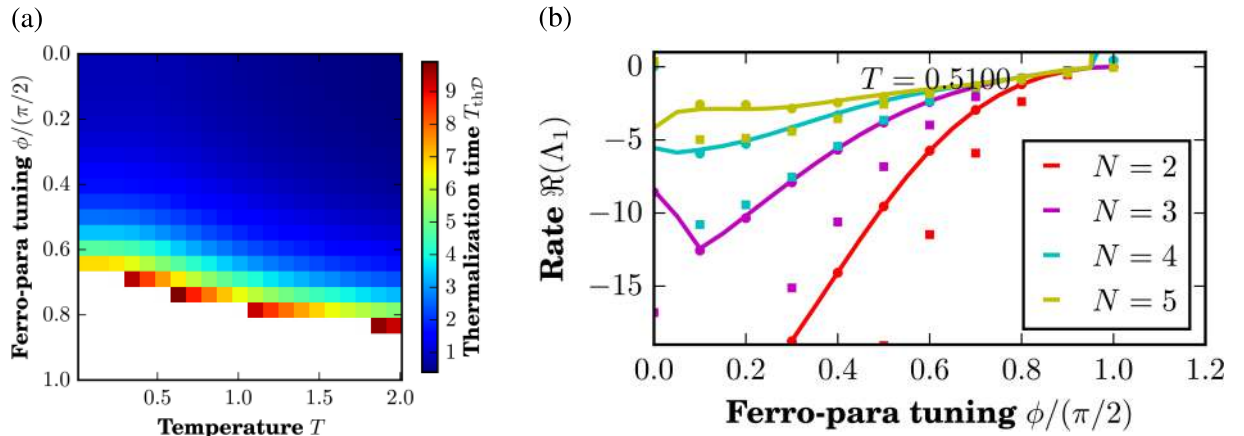 (a)
0.0
0.2
0.4
0.6
0.8
1.0
Ferro-para tuning ϕ/(π/2)
0.5
1.0
1.5
2.0
Temperature T
9
8
7
6
5
4
3
2
1
Thermalization time T_thD
(b)
0
−5
−10
−15
Rate ℜ(Λ₁)
T = 0.5100
N = 2
N = 3
N = 4
N = 5
0.0
0.2
0.4
0.6
0.8
1.0
1.2
Ferro-para tuning ϕ/(π/2)